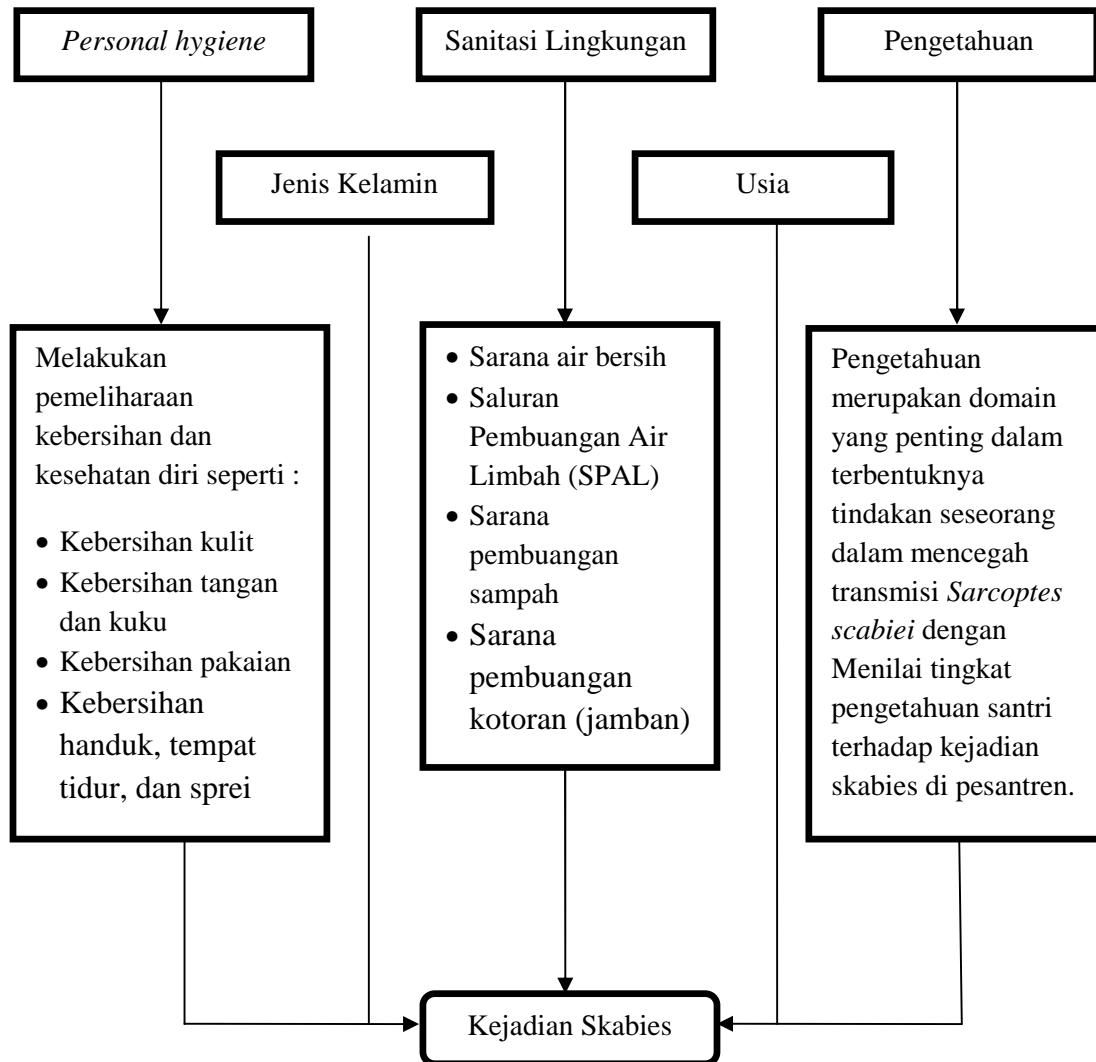 Personal hygiene
Sanitasi Lingkungan
Pengetahuan
Jenis Kelamin
Usia
Melakukan
pemeliharaan
kebersihan dan
kesehatan diri seperti :
• Kebersihan kulit
• Kebersihan tangan
dan kuku
• Kebersihan pakaian
• Kebersihan
handuk, tempat
tidur, dan sprei
• Sarana air bersih
• Saluran
Pembuangan Air
Limbah (SPAL)
• Sarana
pembuangan
sampah
• Sarana
pembuangan
kotoran (jamban)
Pengetahuan
merupakan domain
yang penting dalam
terbentuknya
tindakan seseorang
dalam mencegah
transmisi Sarcoptes
scabiei dengan
Menilai tingkat
pengetahuan santri
terhadap kejadian
skabies di pesantren.
Kejadian Skabies